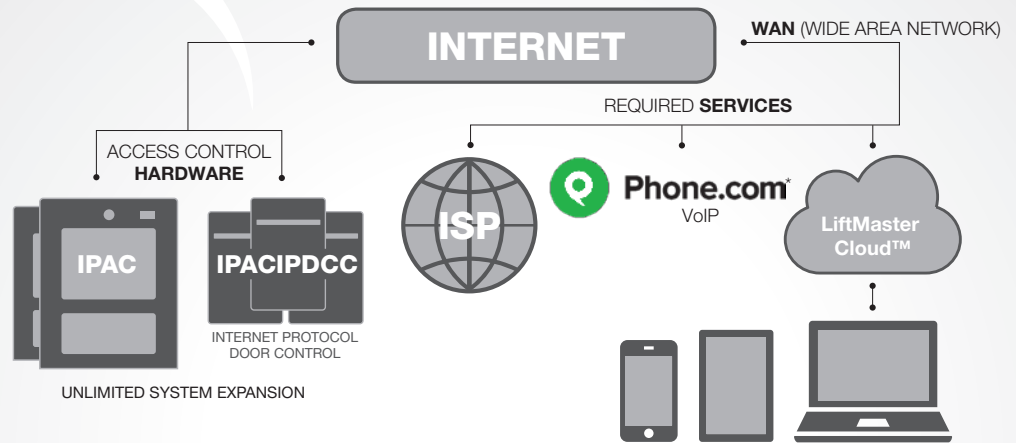 INTERNET
WAN (WIDE AREA NETWORK)
REQUIRED SERVICES
ACCESS CONTROL
HARDWARE
IPAC
IPACIPDCC
INTERNET PROTOCOL
DOOR CONTROL
UNLIMITED SYSTEM EXPANSION
ISP
Phone.com*
VoIP
LiftMaster
Cloud™